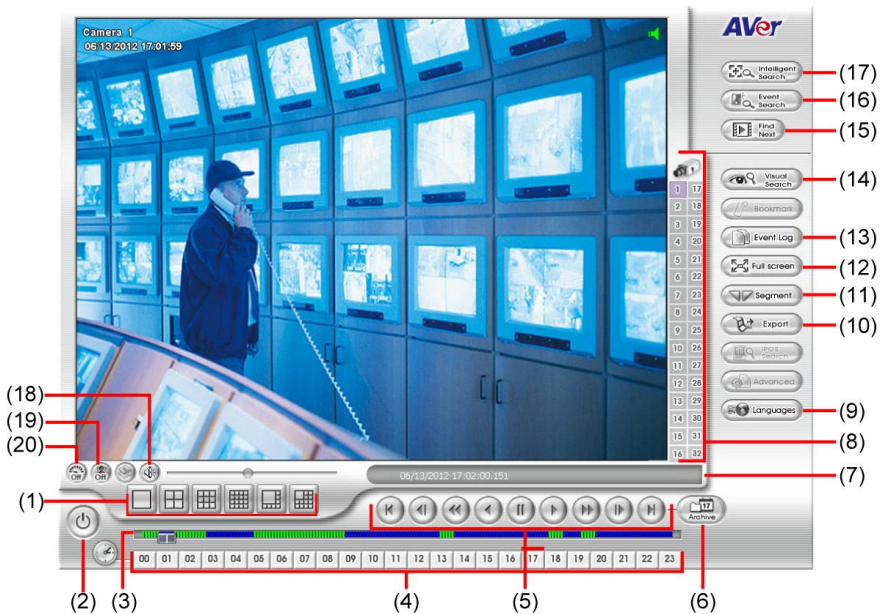 Camera 1
06/13/2012 17:01:59
AVer
Intelligent Search
(17)
Event Search
(16)
Find Next
(15)
1
1 17
2 18
3 19
4 20
5 21
6 22
7 23
8 24
9 25
10 26
11 27
12 28
13 29
14 30
15 31
16 32
Visual Search
(14)
Bookmark
Event Log
(13)
Full screen
(12)
Segment
(11)
Export
(10)
iPOS Search
Advanced
Languages
(9)
(8)
(18)
(19)
(20)
Off
Off
06/13/2012 17:02:00.151
(7)
(1)
17
Archive
00 01 02 03 04 05 06 07 08 09 10 11 12 13 14 15 16 17 18 19 20 21 22 23
(2) (3) (4) (5) (6)